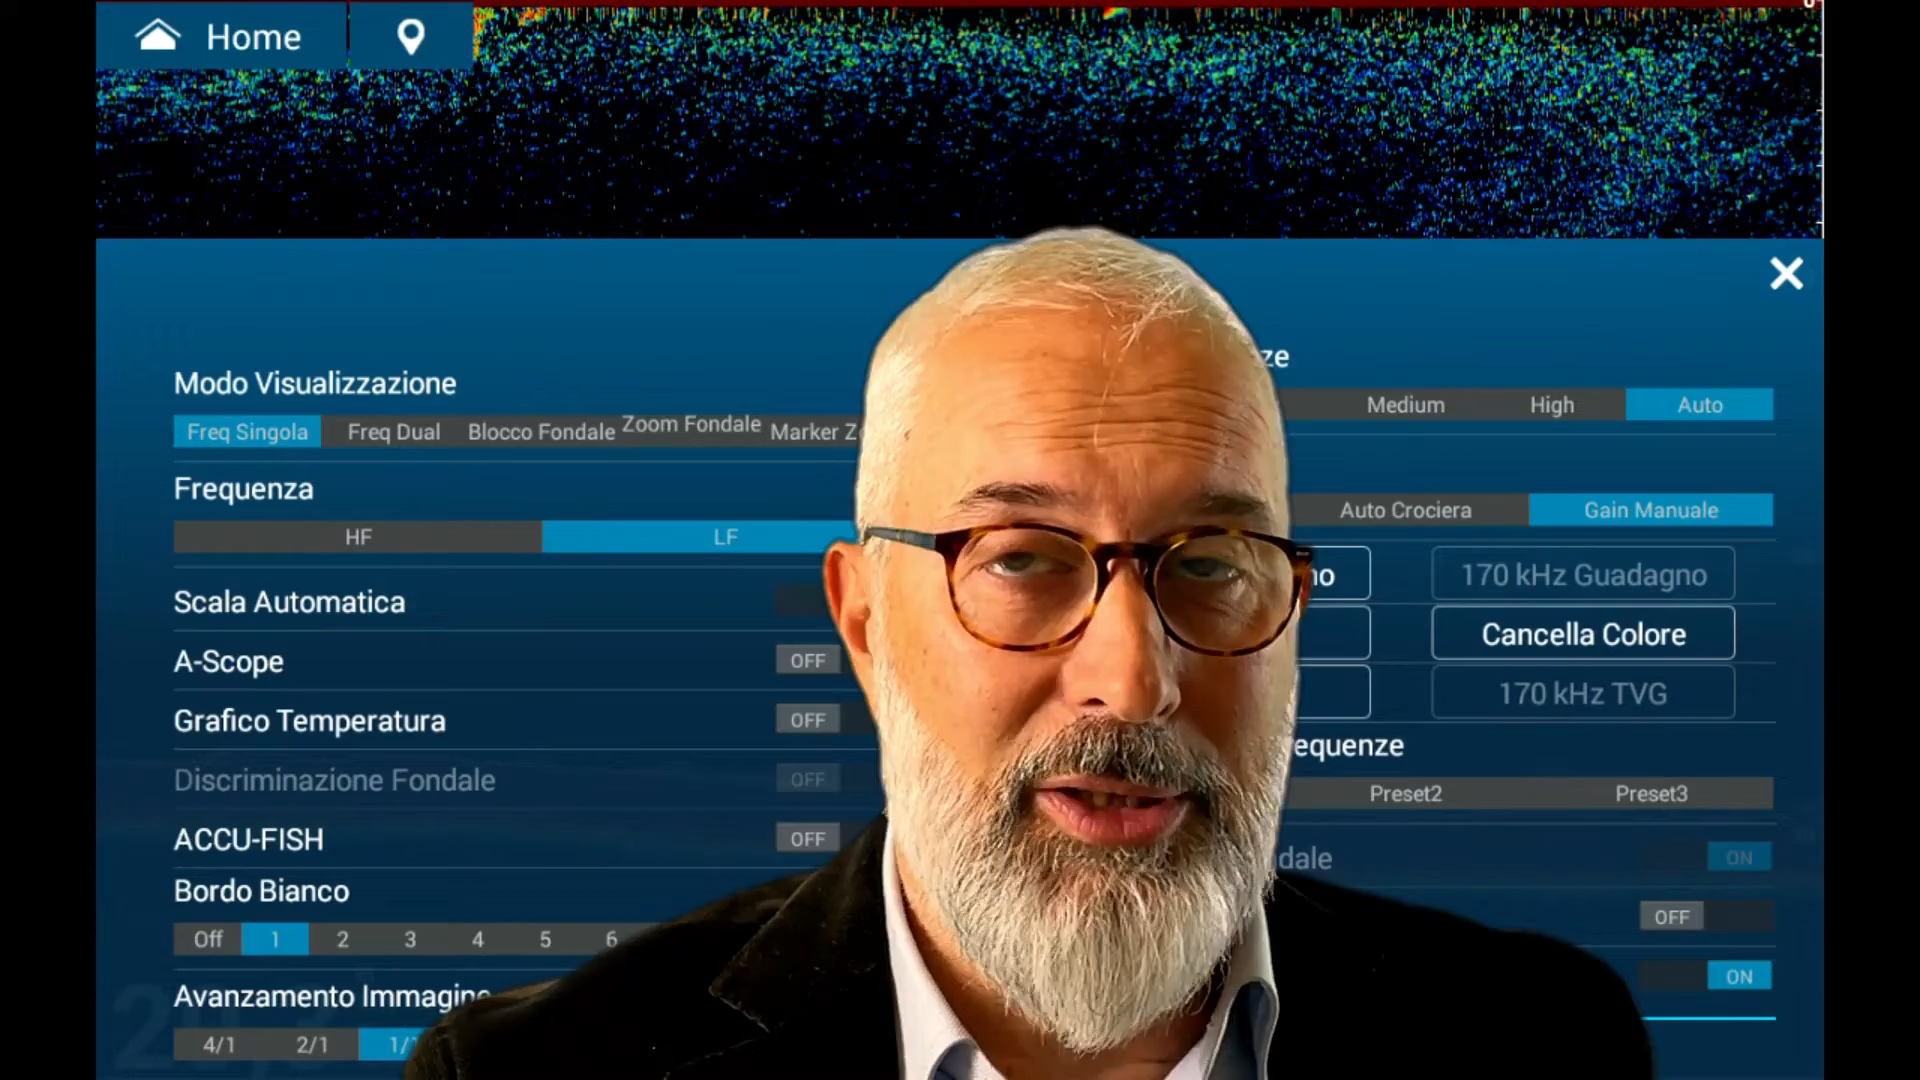 Home
Modo Visualizzazione
Freq Singola Freq Dual Blocco Fondale Zoom Fondale Marker
Medium High Auto
Frequenza
HF LF
Auto Crociera Gain Manuale
170 kHz Guadagno
Scala Automatica
Cancella Colore
A-Scope OFF
170 kHz TVG
Grafico Temperatura OFF
Discriminazione Fondale OFF
Preset2 Preset3
ACCU-FISH OFF
ON
Bordo Bianco
Off 1 2 3 4 5 6
OFF
ON
Avanzamento Immagine
4/1 2/1 1/1